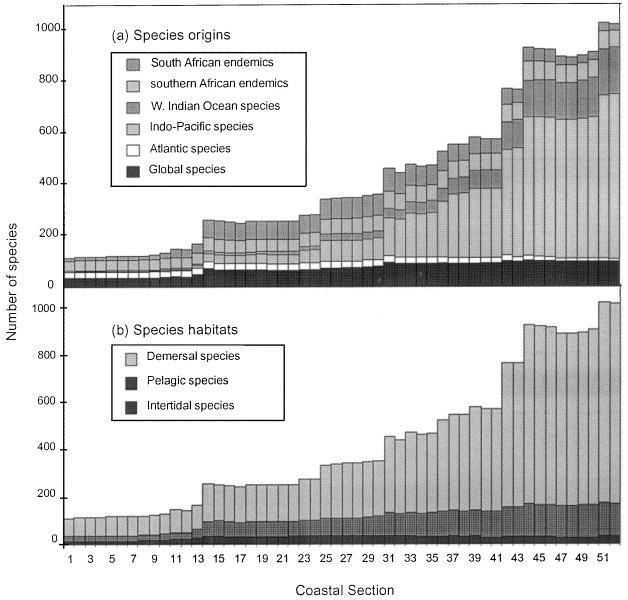 (a) Species origins
South African endemics
southern African endemics
W. Indian Ocean species
Indo-Pacific species
Atlantic species
Global species
1000
800
600
400
200
0
Number of species
(b) Species habitats
Demersal species
Pelagic species
Intertidal species
1000
800
600
400
200
0
1 3 5 7 9 11 13 15 17 19 21 23 25 27 29 31 33 35 37 39 41 43 45 47 49 51
Coastal Section